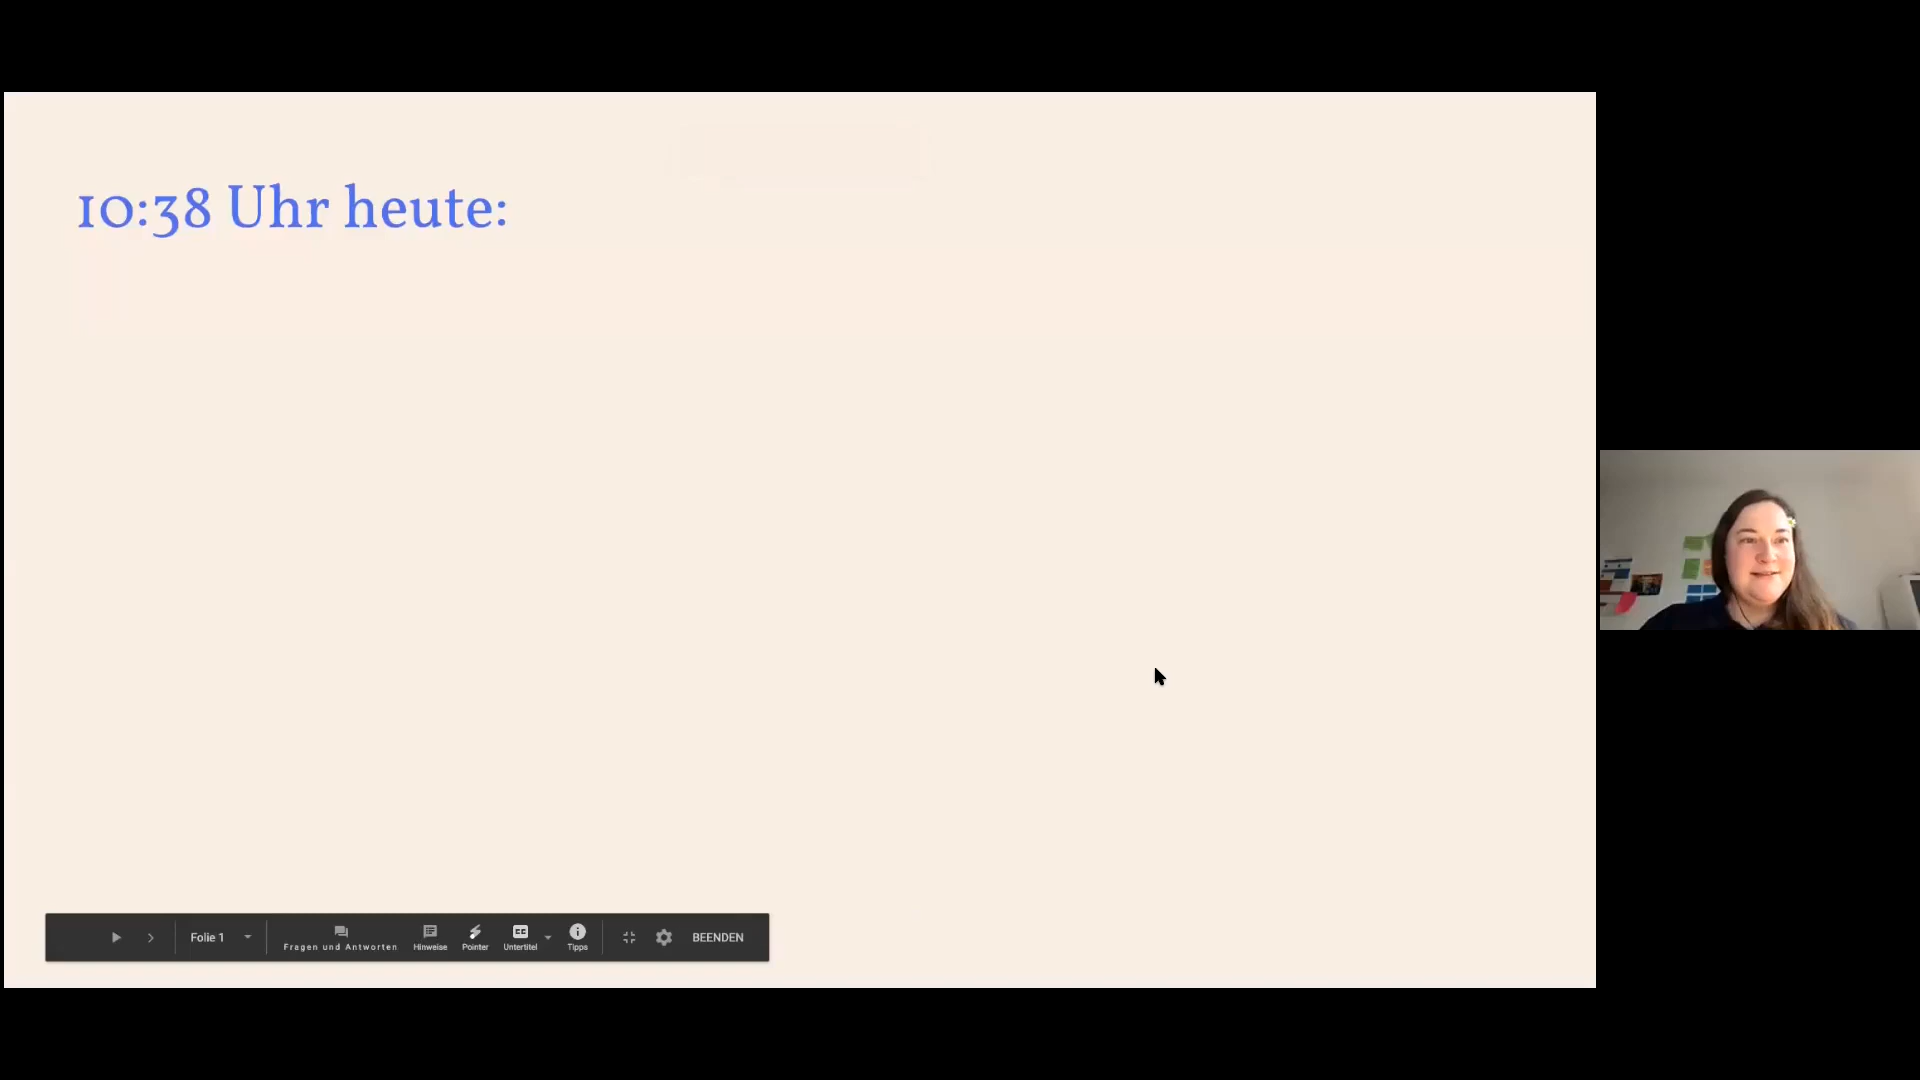 10:38 Uhr heute:
Folie 1
Fragen und Antworten
Hinweise
Pointer
Untertitel
Tipps
BEENDEN